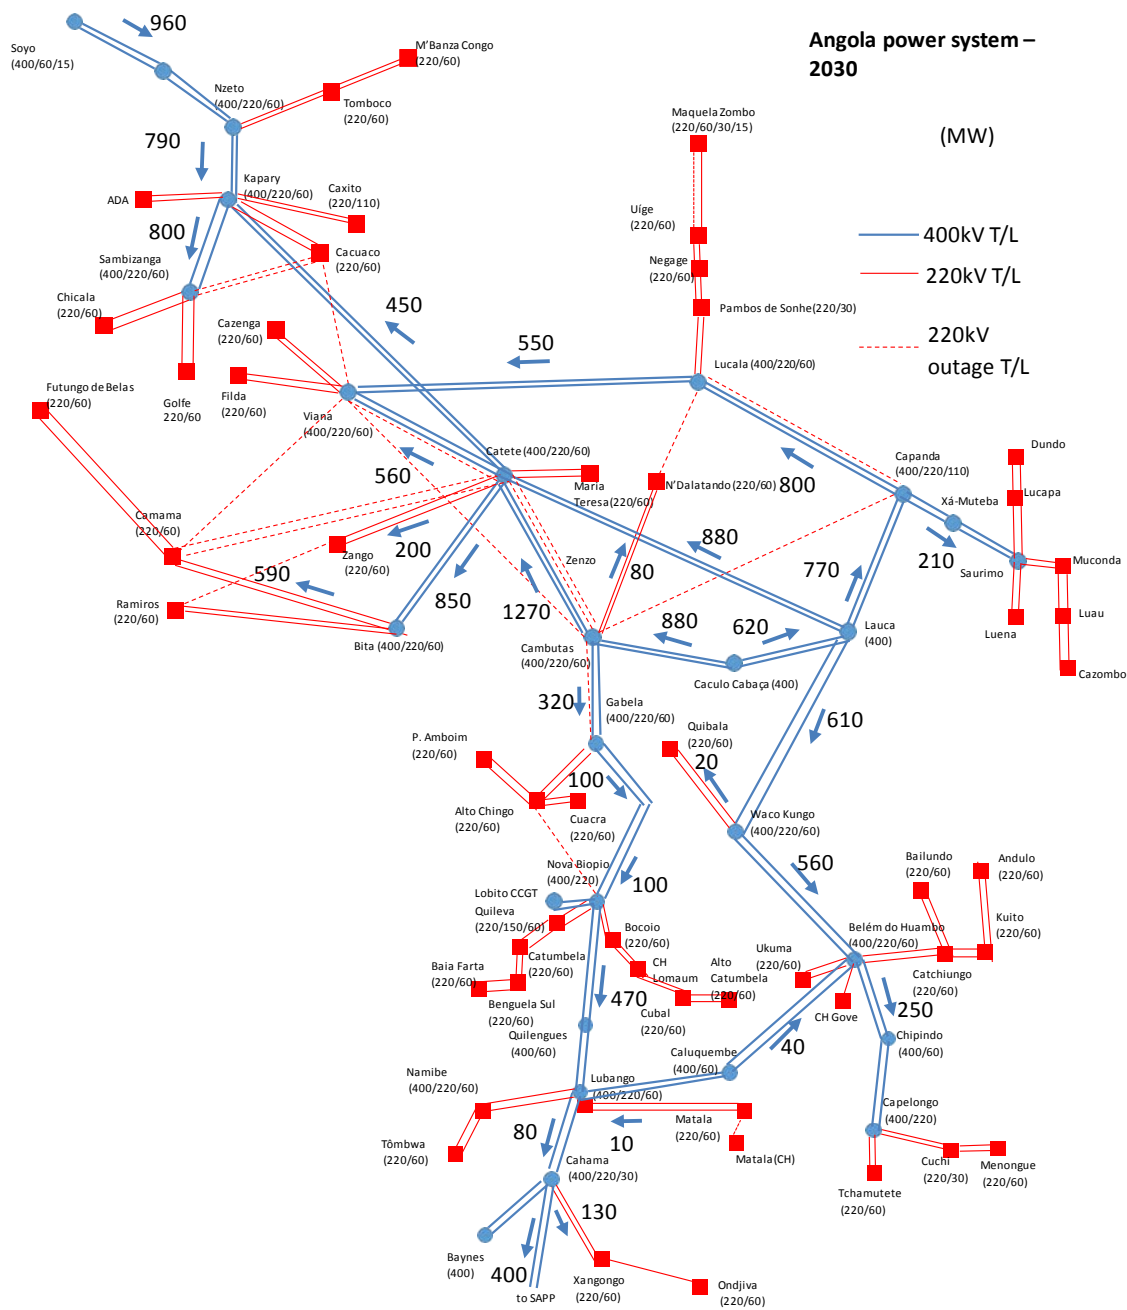 Angola power system –
2030
(MW)
400kV T/L
220kV T/L
220kV
outage T/L
960
Soyo
(400/60/15)
Nzeto
(400/220/60)
M'Banza Congo
(220/60)
Tomboco
(220/60)
790
Kapary
(400/220/60)
ADA
Caxito
(220/110)
800
Sambizanga
(400/220/60)
Cacuaco
(220/60)
Chicala
(220/60)
Golfe
220/60
Cazenga
(220/60)
Filda
(220/60)
450
550
Maquela Zombo
(220/60/30/15)
Uíge
(220/60)
Negage
(220/60)
Pambos de Sonhe(220/30)
Lucala (400/220/60)
Futungo de Belas
(220/60)
Viana
(400/220/60)
560
Catete (400/220/60)
Maria
Teresa(220/60)
N'Dalatando (220/60)
800
Capanda
(400/220/110)
Xá-Muteba
210
Saurimo
Dundo
Lucapa
Muconda
Luau
Luena
Cazombo
Camama
(220/60)
Zango
(220/60)
200
590
850
Ramiros
(220/60)
Bita (400/220/60)
1270
Zenzo
80
880
770
Cambutas
(400/220/60)
880
620
Lauca
(400)
Caculo Cabaça (400)
320
Gabela
(400/220/60)
610
Quibala
(220/60)
20
P. Amboim
(220/60)
100
Alto Chingo
(220/60)
Cuacra
(220/60)
Waco Kungo
(400/220/60)
560
Nova Biopio
(400/220)
100
Lobito CCGT
Quileva
(220/150/60)
Catumbela
(220/60)
Baia Farta
(220/60)
Benguela Sul
(220/60)
Bocoio
(220/60)
CH
Lomaum
Cubal
(220/60)
Alto
Catumbela
(220/60)
Bailundo
(220/60)
Andulo
(220/60)
Kuito
(220/60)
Belém do Huambo
(400/220/60)
Ukuma
(220/60)
Catchiungo
(220/60)
CH Gove
250
470
Quilengues
(400/60)
Chipindo
(400/60)
40
Caluquembe
(400/60)
Lubango
(400/220/60)
Namibe
(400/220/60)
Capelongo
(400/220)
80
10
Matala
(220/60)
Matala(CH)
Tômbwa
(220/60)
Cuchi
(220/30)
Menongue
(220/60)
Tchamutete
(220/60)
Cahama
(400/220/30)
130
Baynes
(400)
400
to SAPP
Xangongo
(220/60)
Ondjiva
(220/60)